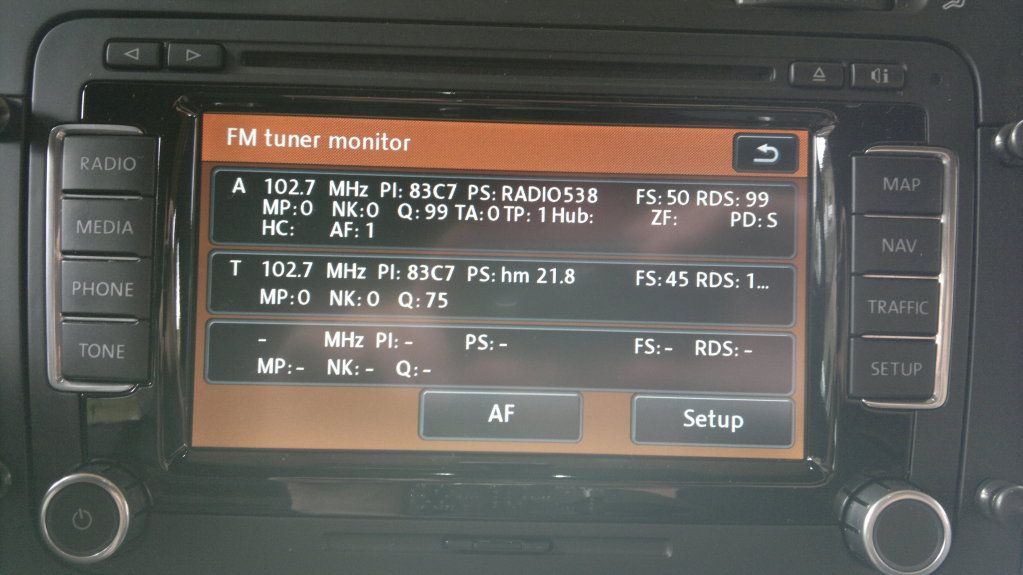 FM tuner monitor
A 102.7 MHz PI: 83C7 PS: RADIO538 FS: 50 RDS: 99
MP:0 NK:0 Q: 99 TA:0 TP: 1 Hub: ZF: PD: S
HC: AF: 1
T 102.7 MHz PI: 83C7 PS: hm 21.8 FS: 45 RDS: 1...
MP:0 NK: 0 Q: 75
- MHz PI: - PS: - FS: - RDS: -
MP: - NK: - Q: -
AF Setup
RADIO
MEDIA
PHONE
TONE
MAP
NAV
TRAFFIC
SETUP